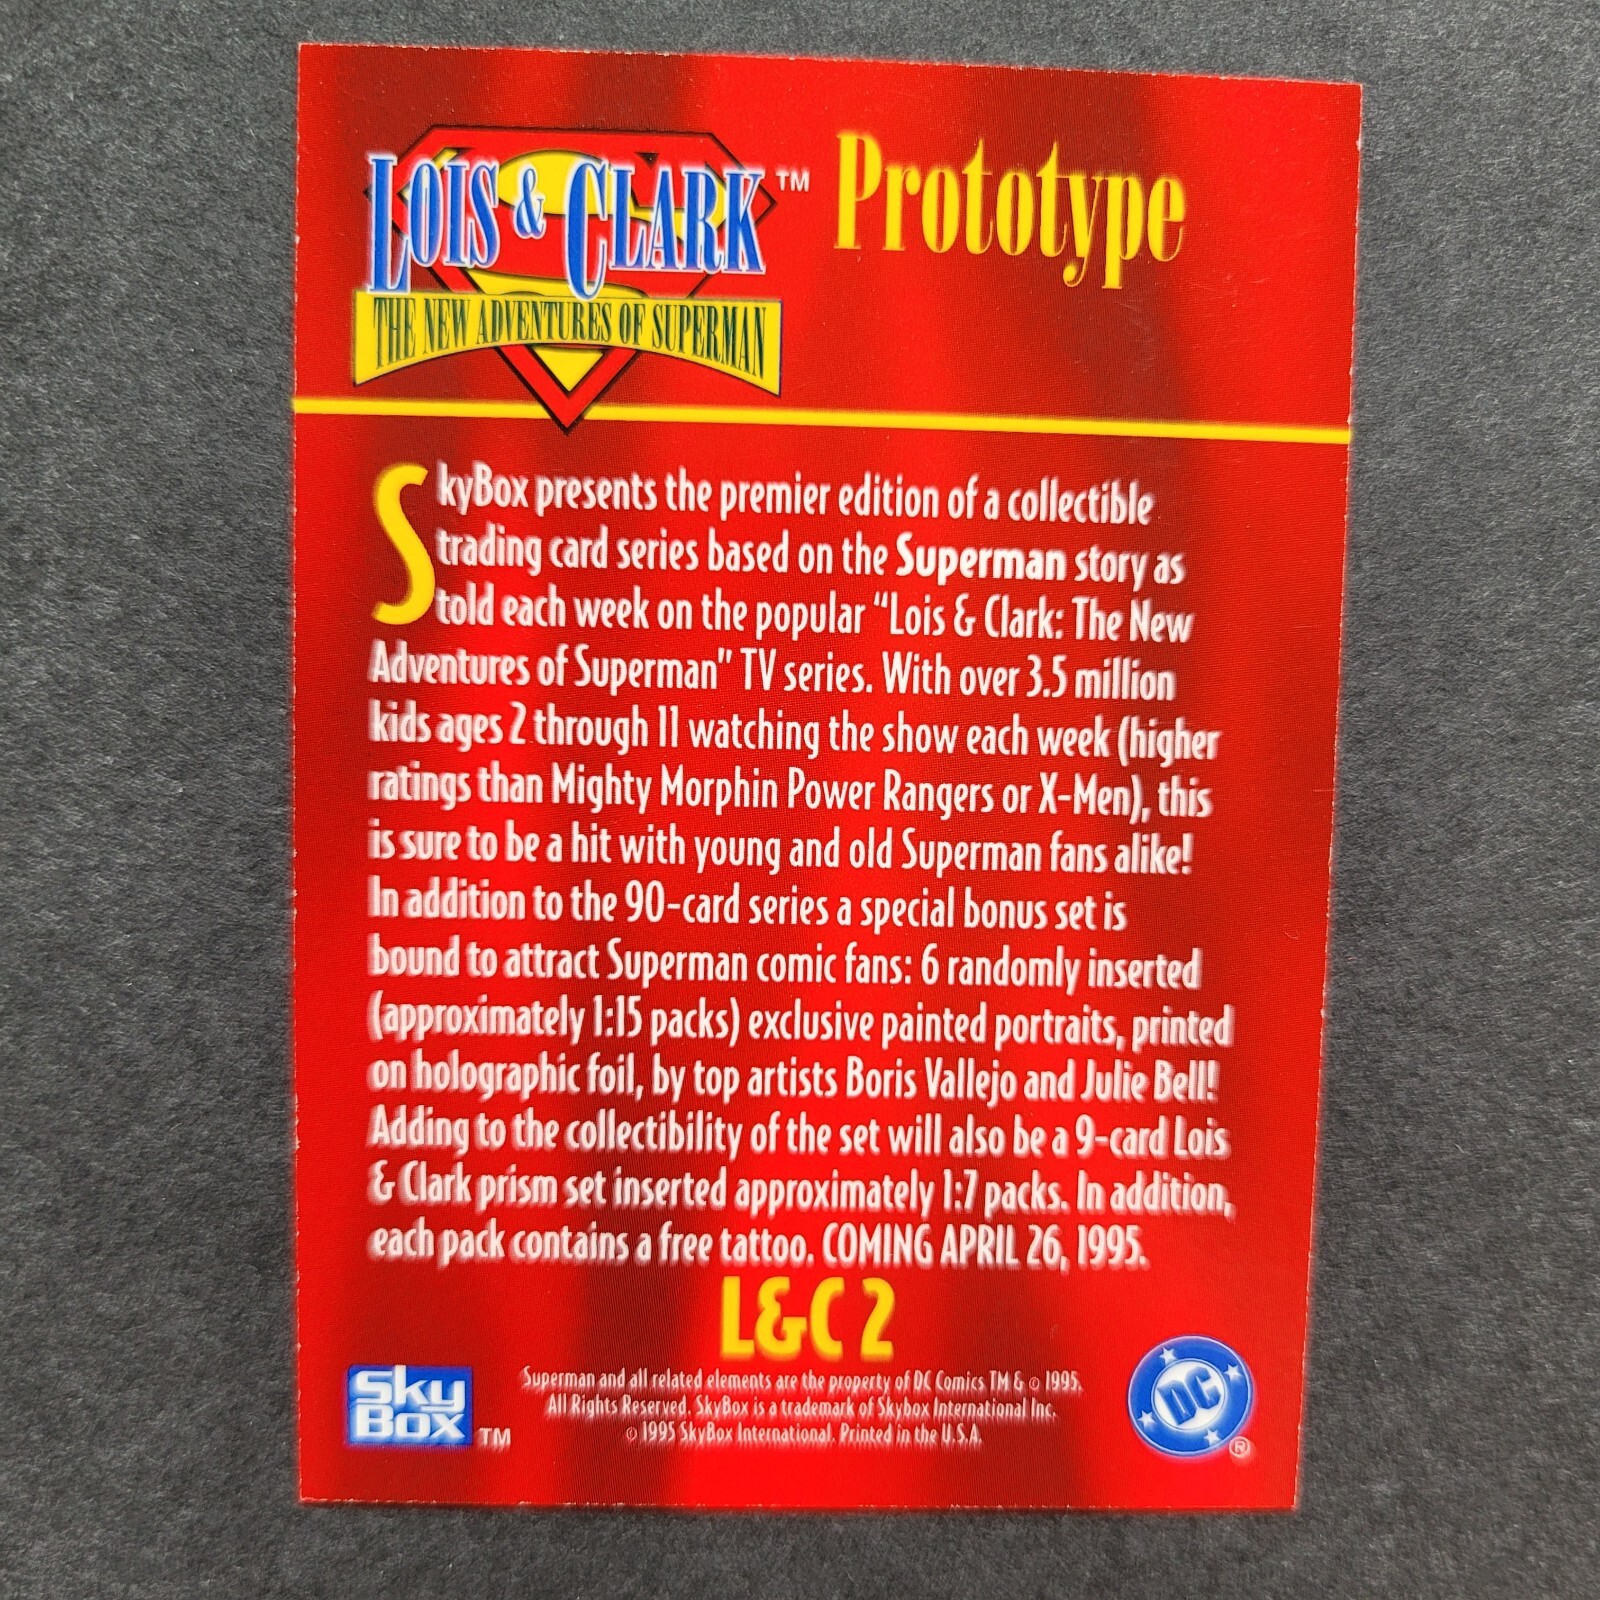 LOIS & CLARK™ Prototype
THE NEW ADVENTURES OF SUPERMAN
SkyBox presents the premier edition of a collectible
trading card series based on the Superman story as
told each week on the popular “Lois & Clark: The New
Adventures of Superman” TV series. With over 3.5 million
kids ages 2 through 11 watching the show each week (higher
ratings than Mighty Morphin Power Rangers or X-Men), this
is sure to be a hit with young and old Superman fans alike!
In addition to the 90-card series a special bonus set is
bound to attract Superman comic fans: 6 randomly inserted
(approximately 1:15 packs) exclusive painted portraits, printed
on holographic foil, by top artists Boris Vallejo and Julie Bell!
Adding to the collectibility of the set will also be a 9-card Lois
& Clark prism set inserted approximately 1:7 packs. In addition,
each pack contains a free tattoo. COMING APRIL 26, 1995.
L&C 2
Superman and all related elements are the property of DC Comics TM & © 1995.
All Rights Reserved. SkyBox is a trademark of Skybox International Inc.
© 1995 SkyBox International. Printed in the U.S.A.
Sky
Box™
DC®